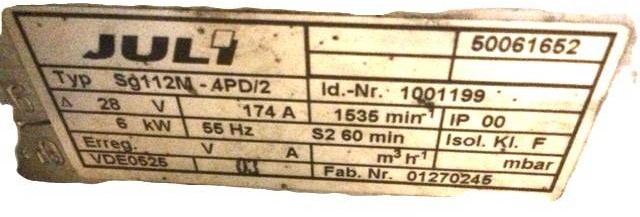 JULI 50061652
Typ Sg112M - 4PD/2 Id.-Nr. 1001199
Δ 28 V 174 A 1535 min⁻¹ IP 00
6 kW 55 Hz S2 60 min Isol. Kl. F
Erreg. V A m³ h⁻¹ mbar
VDE0525 03 Fab. Nr. 01270245